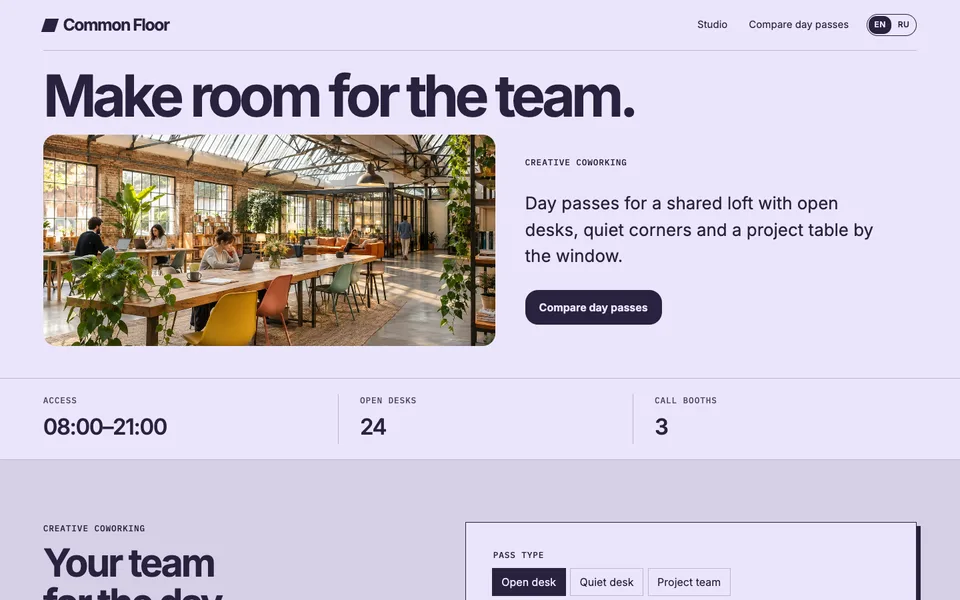 Common Floor
Studio
Compare day passes
EN
RU
Make room for the team.
CREATIVE COWORKING
Day passes for a shared loft with open
desks, quiet corners and a project table by
the window.
Compare day passes
ACCESS
08:00–21:00
OPEN DESKS
24
CALL BOOTHS
3
CREATIVE COWORKING
Your team
for the day
PASS TYPE
Open desk
Quiet desk
Project team